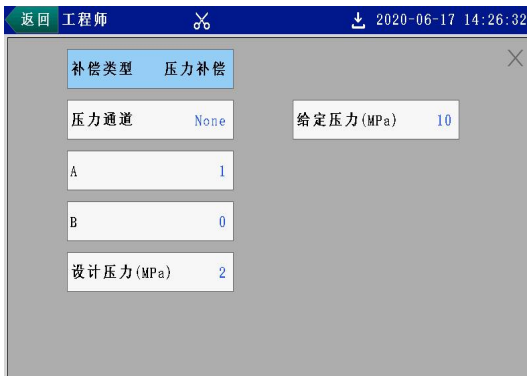 返回 工程师 2020-06-17 14:26:32
补偿类型 压力补偿
压力通道 None 给定压力(MPa) 10
A 1
B 0
设计压力(MPa) 2